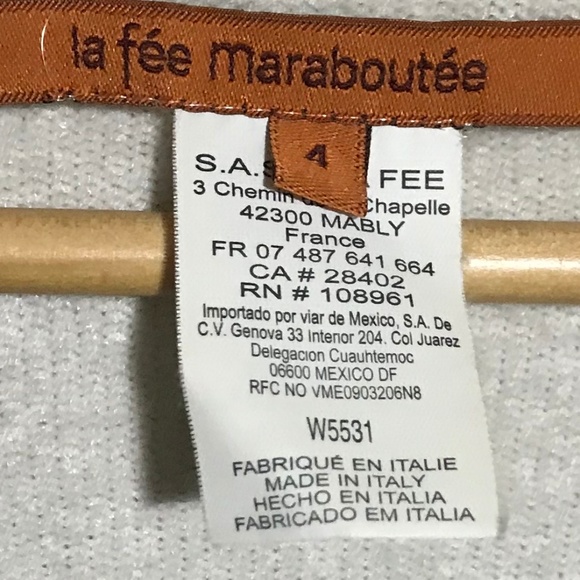 la fée maraboutée
4
S.A. FEE
3 Chemin Chapelle
42300 MABLY
France
FR 07 487 641 664
CA # 28402
RN # 108961
Importado por viar de Mexico, S.A. De
C.V. Genova 33 Interior 204. Col Juarez
Delegacion Cuauhtemoc
06600 MEXICO DF
RFC NO VME0903206N8
W5531
FABRIQUÉ EN ITALIE
MADE IN ITALY
HECHO EN ITALIA
FABRICADO EM ITALIA